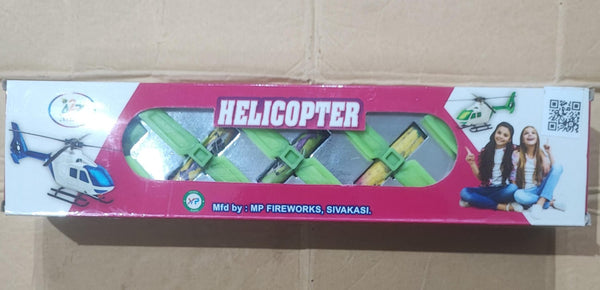 HELICOPTER
MP
Mfd by : MP FIREWORKS, SIVAKASI.